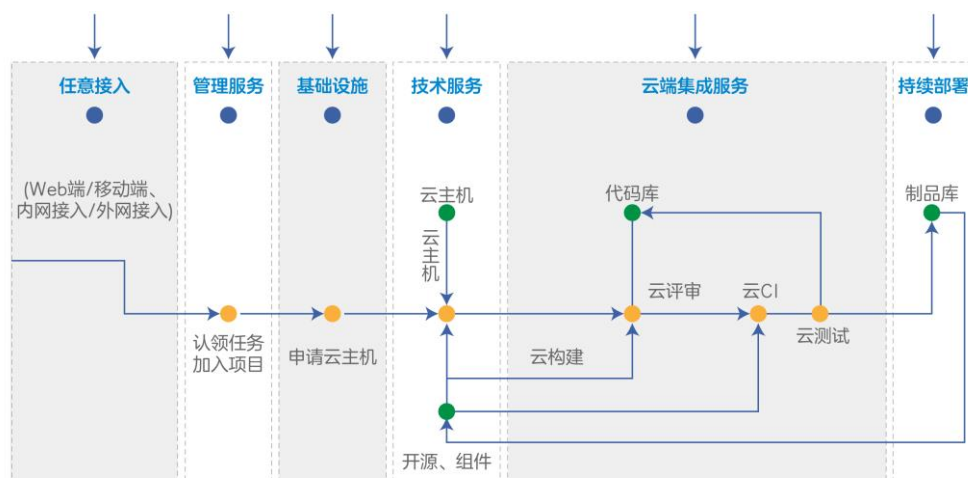 任意接入
管理服务
基础设施
技术服务
云端集成服务
持续部署
(Web端/移动端、
内网接入/外网接入)
云主机
云主机
代码库
制品库
云评审
云CI
云测试
认领任务
加入项目
申请云主机
云构建
开源、组件